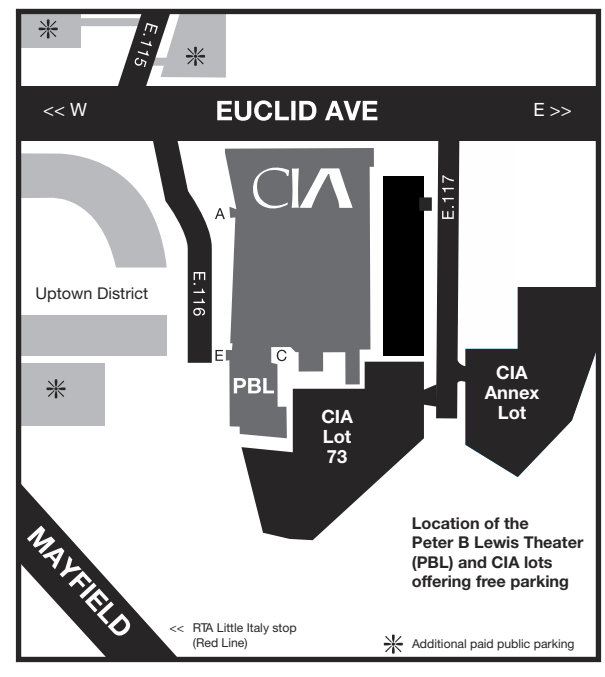 E.115
<< W
EUCLID AVE
E >>
CIA
A
E.117
E.116
Uptown District
E
C
PBL
CIA
Lot
73
CIA
Annex
Lot
MAYFIELD
Location of the
Peter B Lewis Theater
(PBL) and CIA lots
offering free parking
<< RTA Little Italy stop
(Red Line)
Additional paid public parking